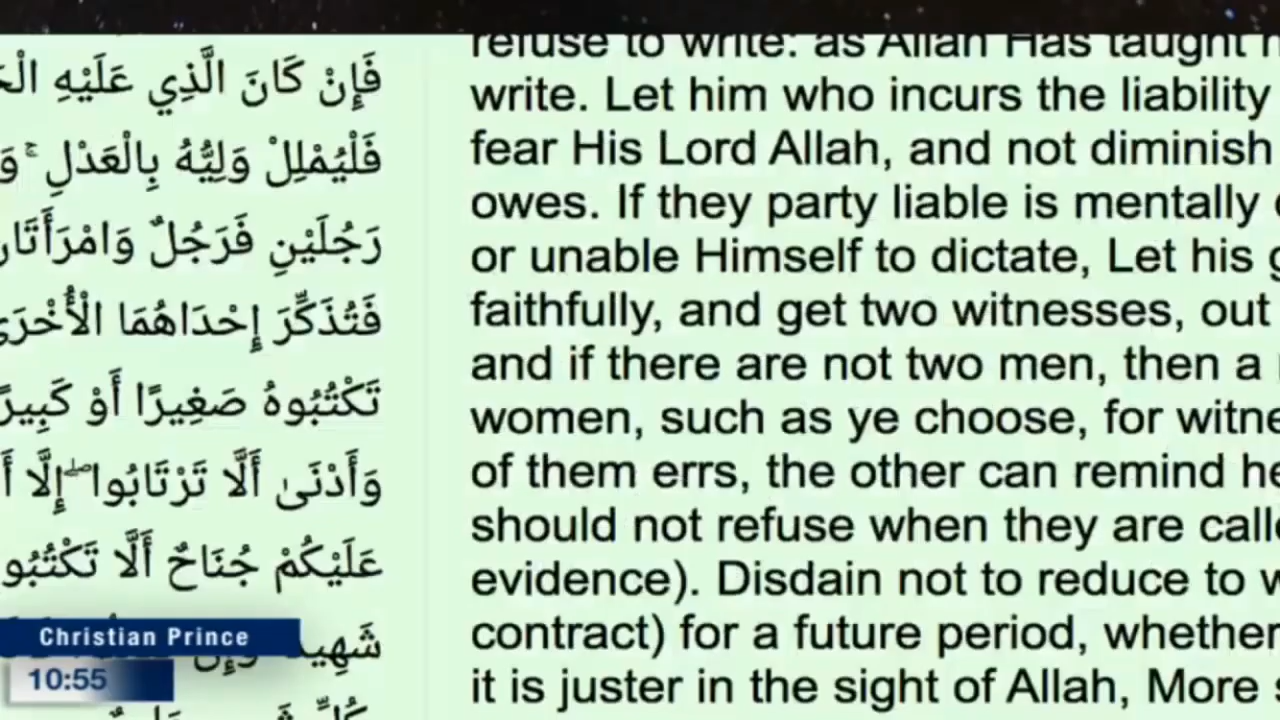 فَإِنْ كَانَ الَّذِي عَلَيْهِ
فَلْيُمْلِلْ وَلِيُّهُ بِالْعَدْلِ ۚ
رَجُلَيْنِ فَرَجُلٌ وَامْرَأَتَانِ
فَتُذَكِّرَ إِحْدَاهُمَا الْأُخْرَىٰ
تَكْتُبُوهُ صَغِيرًا أَوْ كَبِيرًا
وَأَدْنَىٰ أَلَّا تَرْتَابُوا ۖ إِلَّا
عَلَيْكُمْ جُنَاحٌ أَلَّا
refuse to write: as Allah Has taught
write. Let him who incurs the liability
fear His Lord Allah, and not diminish
owes. If they party liable is mentally
or unable Himself to dictate, Let his
faithfully, and get two witnesses, out
and if there are not two men, then a
women, such as ye choose, for
of them errs, the other can remind
should not refuse when they are
evidence). Disdain not to reduce to
contract) for a future period, whether
it is juster in the sight of Allah, More
Christian Prince
10:55